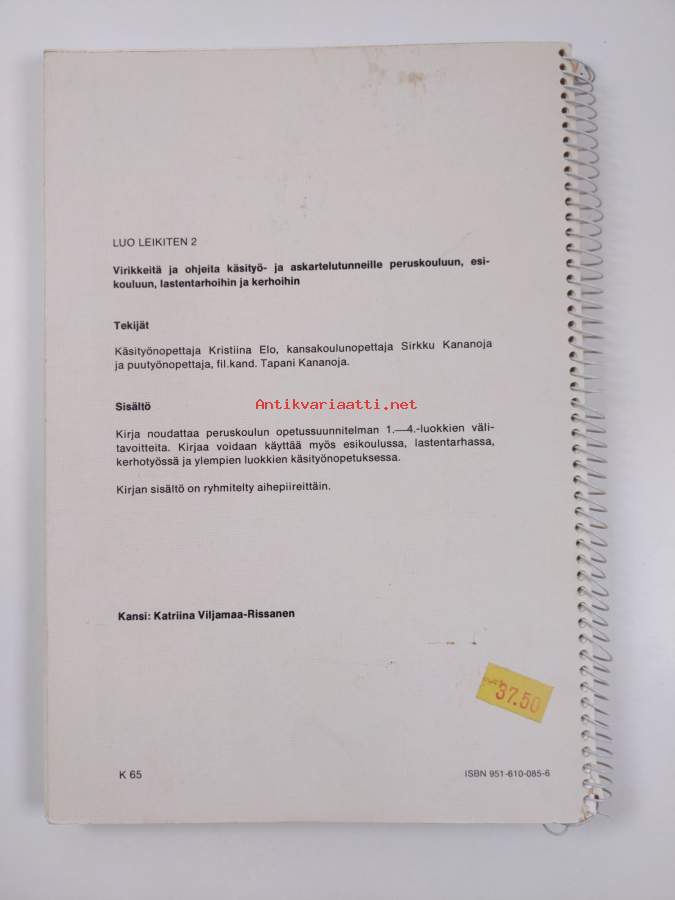 LUO LEIKITEN 2
Virikkeitä ja ohjeita käsityö- ja askartelutunneille peruskouluun, esi-
kouluun, lastentarhoihin ja kerhoihin
Tekijät
Käsityönopettaja Kristiina Elo, kansakoulunopettaja Sirkku Kananoja
ja puutyönopettaja, fil.kand. Tapani Kananoja.
Sisältö
Antikvariaatti.net
Kirja noudattaa peruskoulun opetussuunnitelman 1.—4.-luokkien väli-
tavoitteita. Kirjaa voidaan käyttää myös esikoulussa, lastentarhassa,
kerhotyössä ja ylempien luokkien käsityönopetuksessa.
Kirjan sisältö on ryhmitelty aihepiireittäin.
Kansi: Katriina Viljamaa-Rissanen
37.50
K 65
ISBN 951-610-085-6